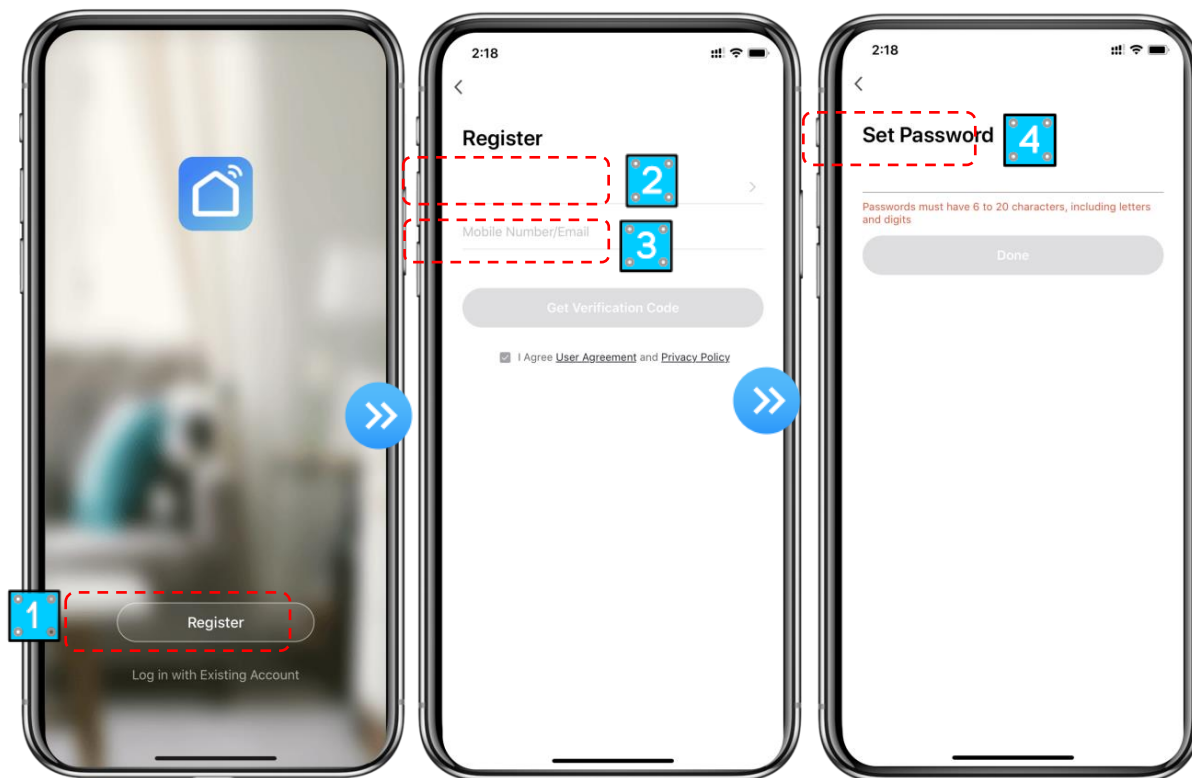 1
Register
Log in with Existing Account
2:18
Register
2
Mobile Number/Email
3
Get Verification Code
I Agree User Agreement and Privacy Policy
2:18
Set Password
4
Passwords must have 6 to 20 characters, including letters
and digits
Done